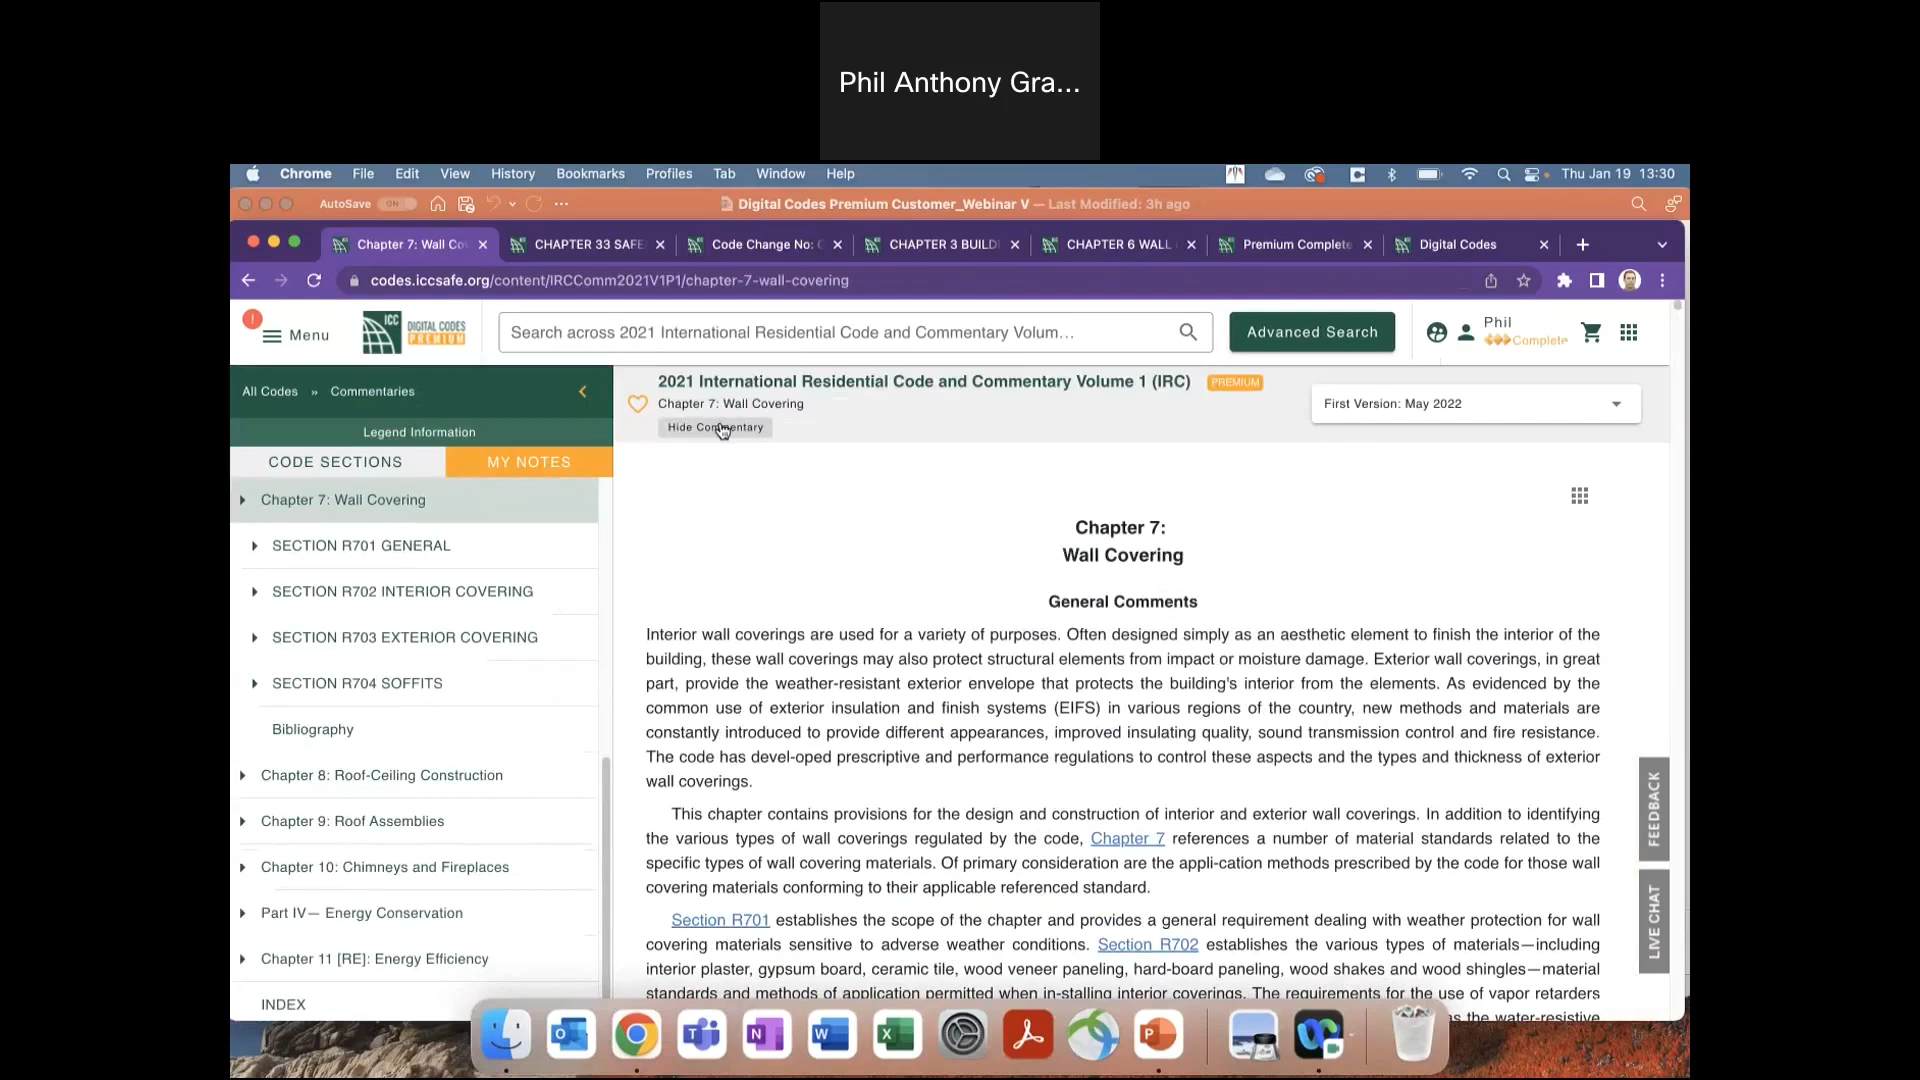 Phil Anthony Gra...
Chrome File Edit View History Bookmarks Profiles Tab Window Help Thu Jan 19 13:30
AutoSave ON Digital Codes Premium Customer_Webinar V — Last Modified: 3h ago
Chapter 7: Wall Co CHAPTER 33 SAFE Code Change No: CHAPTER 3 BUILD CHAPTER 6 WALL Premium Complete Digital Codes
codes.iccsafe.org/content/IRCComm2021V1P1/chapter-7-wall-covering
Menu ICC DIGITAL CODES PREMIUM Search across 2021 International Residential Code and Commentary Volum... Advanced Search Phil Complete
All Codes » Commentaries
Legend Information
CODE SECTIONS MY NOTES
Chapter 7: Wall Covering
SECTION R701 GENERAL
SECTION R702 INTERIOR COVERING
SECTION R703 EXTERIOR COVERING
SECTION R704 SOFFITS
Bibliography
Chapter 8: Roof-Ceiling Construction
Chapter 9: Roof Assemblies
Chapter 10: Chimneys and Fireplaces
Part IV— Energy Conservation
Chapter 11 [RE]: Energy Efficiency
INDEX
2021 International Residential Code and Commentary Volume 1 (IRC) PREMIUM
Chapter 7: Wall Covering
Hide Commentary
First Version: May 2022
Chapter 7:
Wall Covering
General Comments
Interior wall coverings are used for a variety of purposes. Often designed simply as an aesthetic element to finish the interior of the
building, these wall coverings may also protect structural elements from impact or moisture damage. Exterior wall coverings, in great
part, provide the weather-resistant exterior envelope that protects the building's interior from the elements. As evidenced by the
common use of exterior insulation and finish systems (EIFS) in various regions of the country, new methods and materials are
constantly introduced to provide different appearances, improved insulating quality, sound transmission control and fire resistance.
The code has devel-oped prescriptive and performance regulations to control these aspects and the types and thickness of exterior
wall coverings.
This chapter contains provisions for the design and construction of interior and exterior wall coverings. In addition to identifying
the various types of wall coverings regulated by the code, Chapter 7 references a number of material standards related to the
specific types of wall covering materials. Of primary consideration are the appli-cation methods prescribed by the code for those wall
covering materials conforming to their applicable referenced standard.
Section R701 establishes the scope of the chapter and provides a general requirement dealing with weather protection for wall
covering materials sensitive to adverse weather conditions. Section R702 establishes the various types of materials—including
interior plaster, gypsum board, ceramic tile, wood veneer paneling, hard-board paneling, wood shakes and wood shingles—material
standards and methods of application permitted when in-stalling interior coverings. The requirements for the use of vapor retarders
as the water-resistive
FEEDBACK
LIVE CHAT